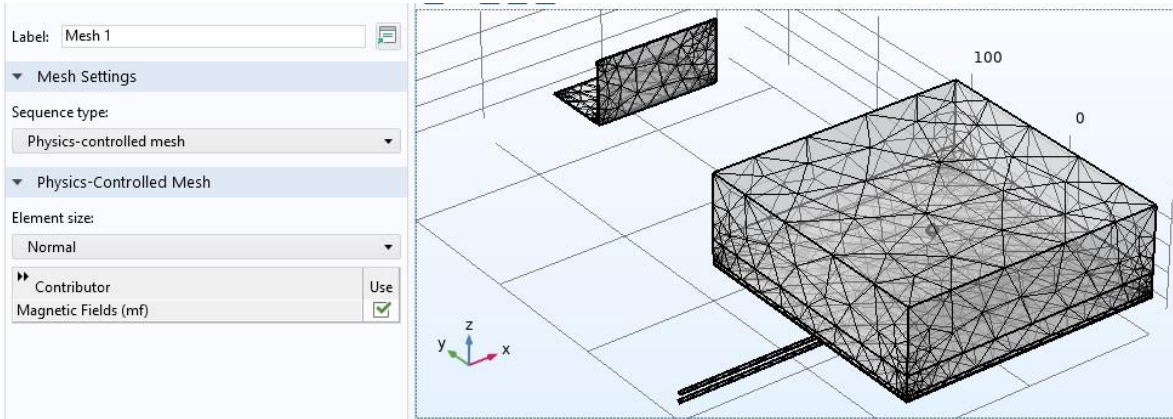 Label: Mesh 1
Mesh Settings
Sequence type:
Physics-controlled mesh
Physics-Controlled Mesh
Element size:
Normal
Contributor Use
Magnetic Fields (mf)
100
0
z
y
x